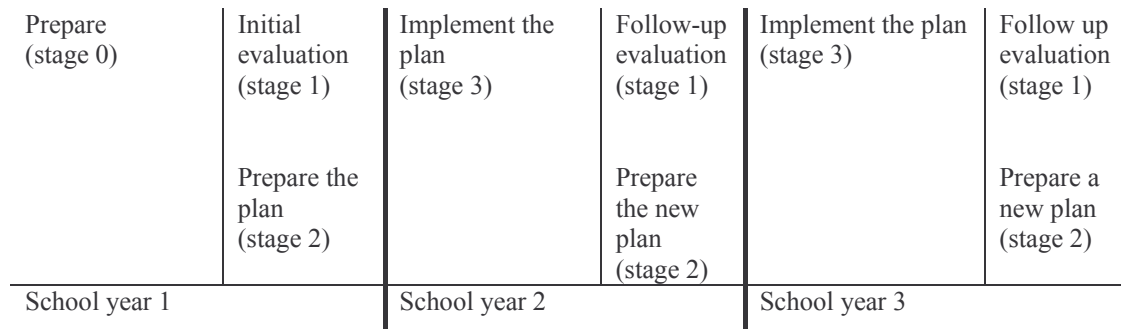 Prepare
(stage 0)
Initial
evaluation
(stage 1)
Prepare the
plan
(stage 2)
Implement the
plan
(stage 3)
Follow-up
evaluation
(stage 1)
Prepare
the new
plan
(stage 2)
Implement the plan
(stage 3)
Follow up
evaluation
(stage 1)
Prepare a
new plan
(stage 2)
School year 1
School year 2
School year 3